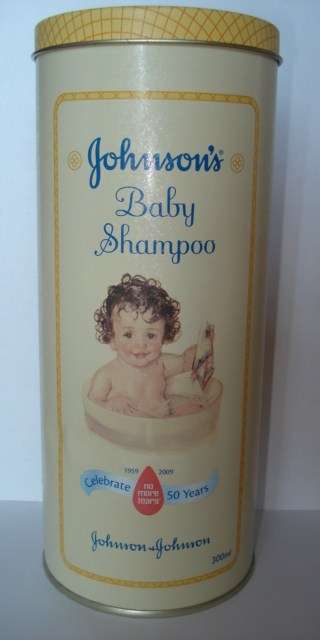 Johnson's®
Baby
Shampoo
1959 2009
Celebrate no more tears® 50 Years
Johnson & Johnson
300ml